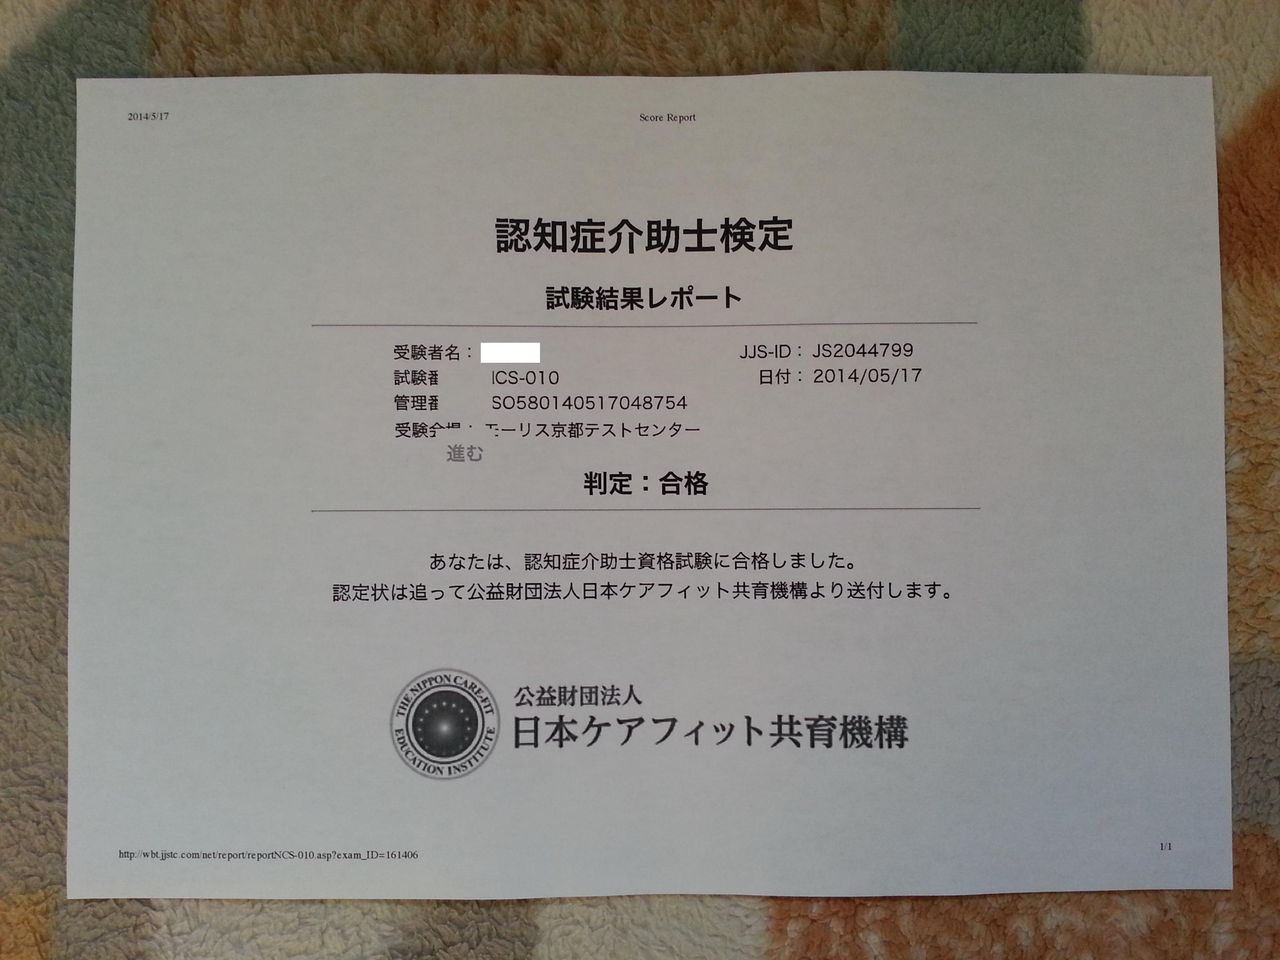 2014/5/17 Score Report
認知症介助士検定
試験結果レポート
受験者名： JJS-ID： JS2044799
試験 CS-010 日付： 2014/05/17
管理 SO580140517048754
受験会場： モーリス京都テストセンター
進む
判定：合格
あなたは、認知症介助士資格試験に合格しました。
認定状は追って公益財団法人日本ケアフィット共育機構より送付します。
THE NIPPON CARE-FIT EDUCATION INSTITUTE
公益財団法人
日本ケアフィット共育機構
http://wbt.jjstc.com/net/report/reportNCS-010.asp?exam_ID=161406 1/1